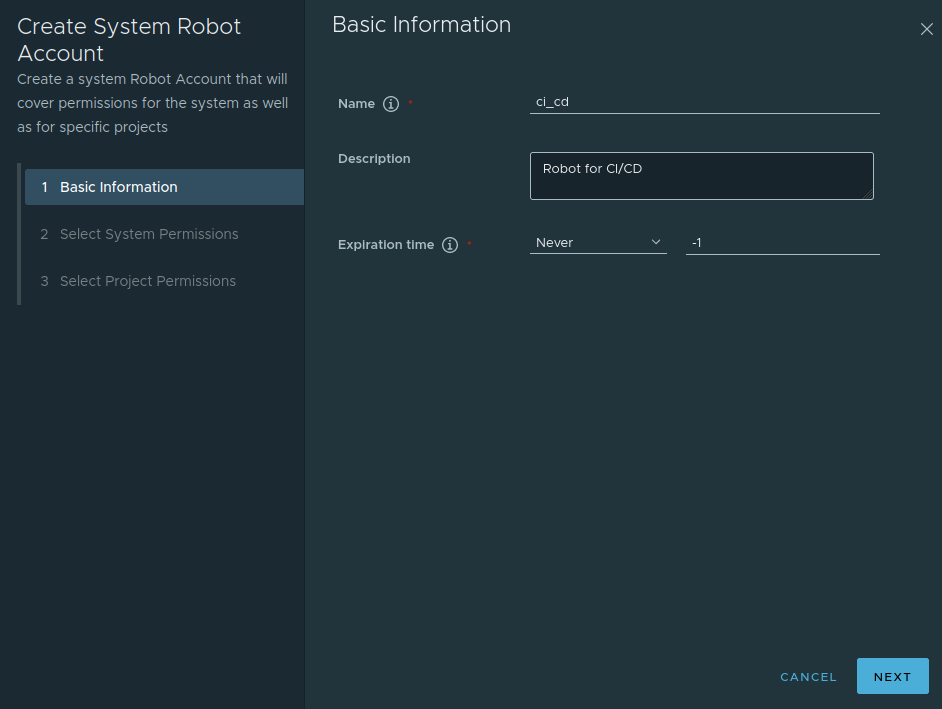 Create System Robot
Account
Create a system Robot Account that will
cover permissions for the system as well
as for specific projects
1 Basic Information
2 Select System Permissions
3 Select Project Permissions
Basic Information
Name *
ci_cd
Description
Robot for CI/CD
Expiration time *
Never
-1
CANCEL
NEXT